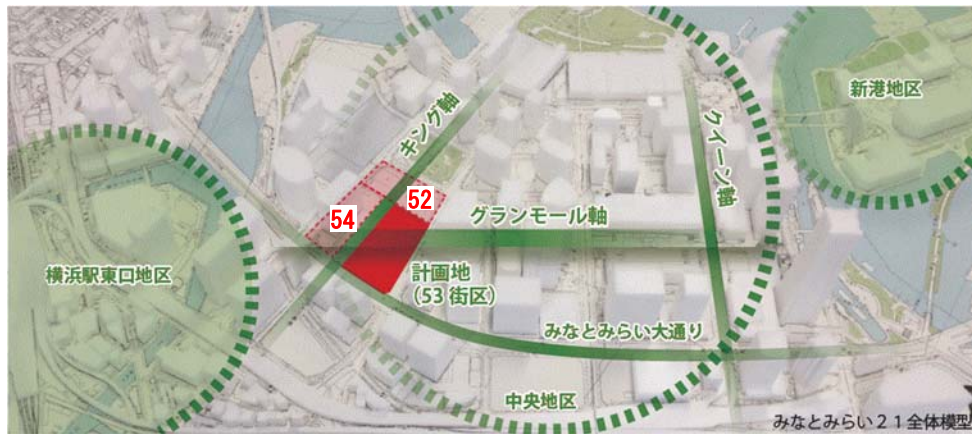 新港地区
キング軸
クイーン軸
52
54
グランモール軸
横浜駅東口地区
計画地
(53 街区)
みなとみらい大通り
中央地区
みなとみらい21全体模型